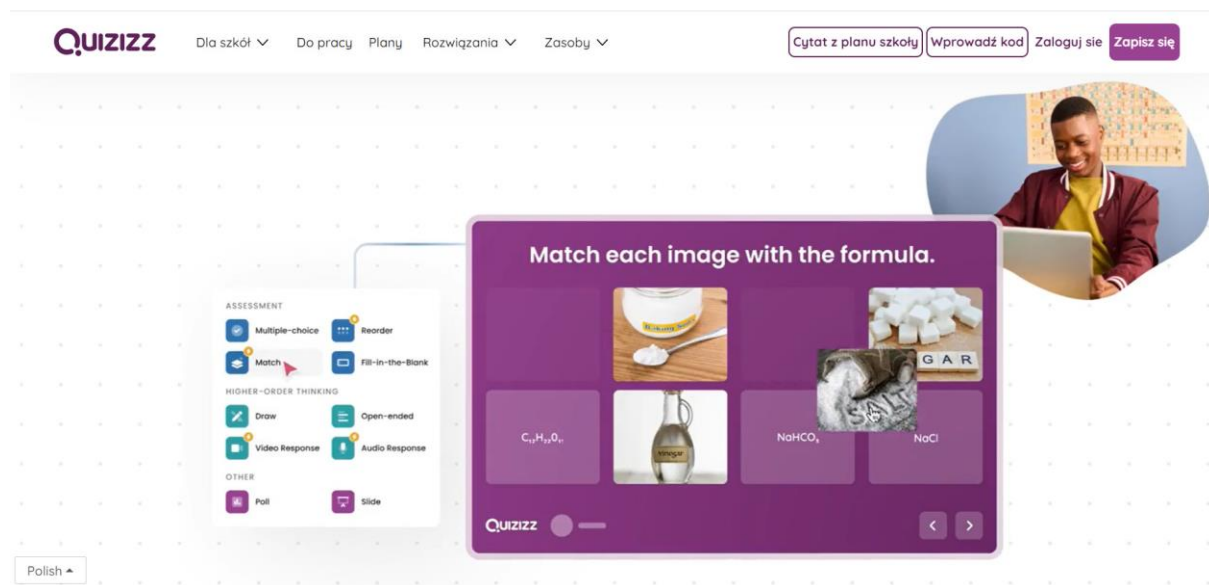 QUIZIZZ
Dla szkół
Do pracy
Plany
Rozwiązania
Zasoby
Cytat z planu szkoły
Wprowadź kod
Zaloguj sie
Zapisz się
Match each image with the formula.
ASSESSMENT
Multiple-choice
Reorder
Match
Fill-in-the-Blank
HIGHER-ORDER THINKING
Draw
Open-ended
Video Response
Audio Response
OTHER
Poll
Slide
GAR
SALT
Vinegar
NaHCO₃
NaCl
QUIZIZZ
Polish